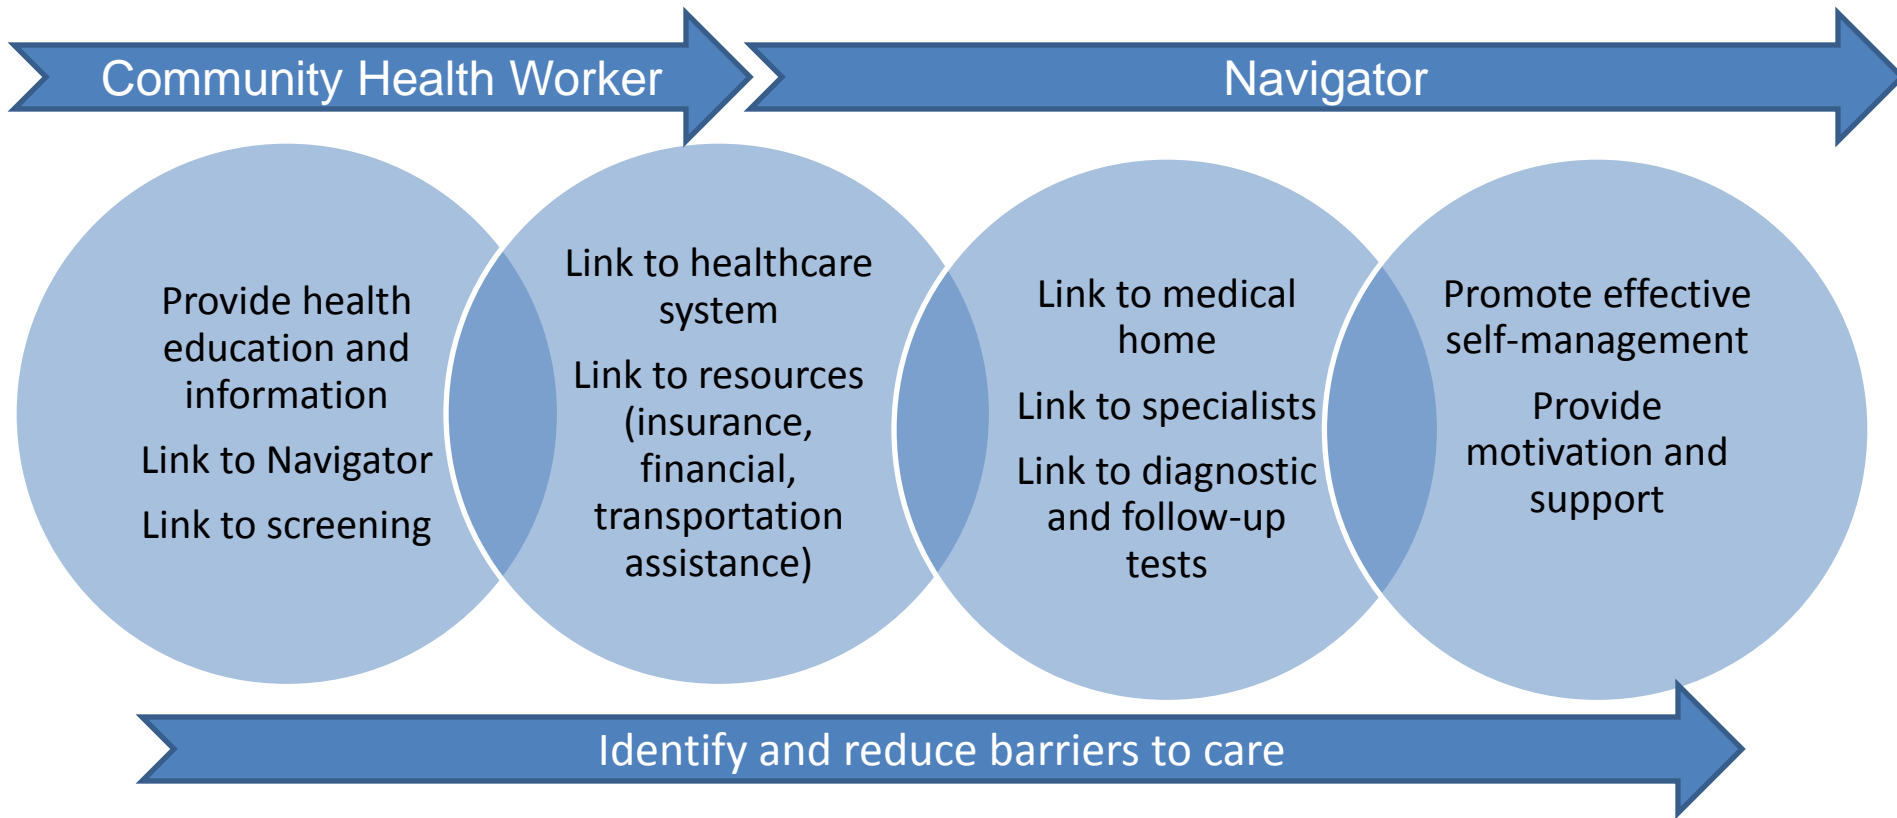 Community Health Worker
Navigator
Provide health
education and
information
Link to Navigator
Link to screening
Link to healthcare
system
Link to resources
(insurance,
financial,
transportation
assistance)
Link to medical
home
Link to specialists
Link to diagnostic
and follow-up
tests
Promote effective
self-management
Provide
motivation and
support
Identify and reduce barriers to care